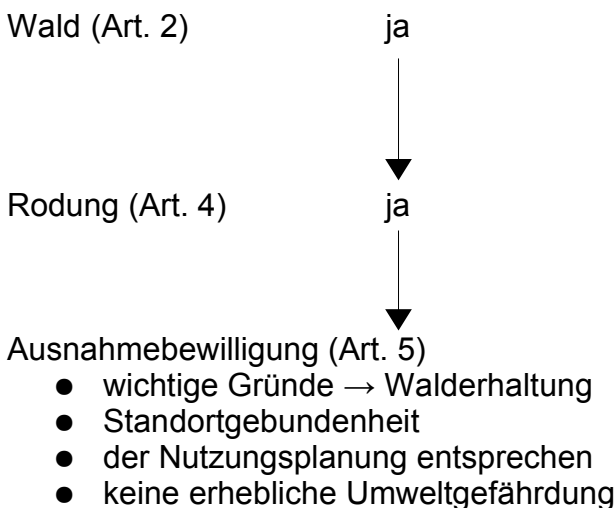 Wald (Art. 2) ja
Rodung (Art. 4) ja
Ausnahmebewilligung (Art. 5)
● wichtige Gründe → Walderhaltung
● Standortgebundenheit
● der Nutzungsplanung entsprechen
● keine erhebliche Umweltgefährdung